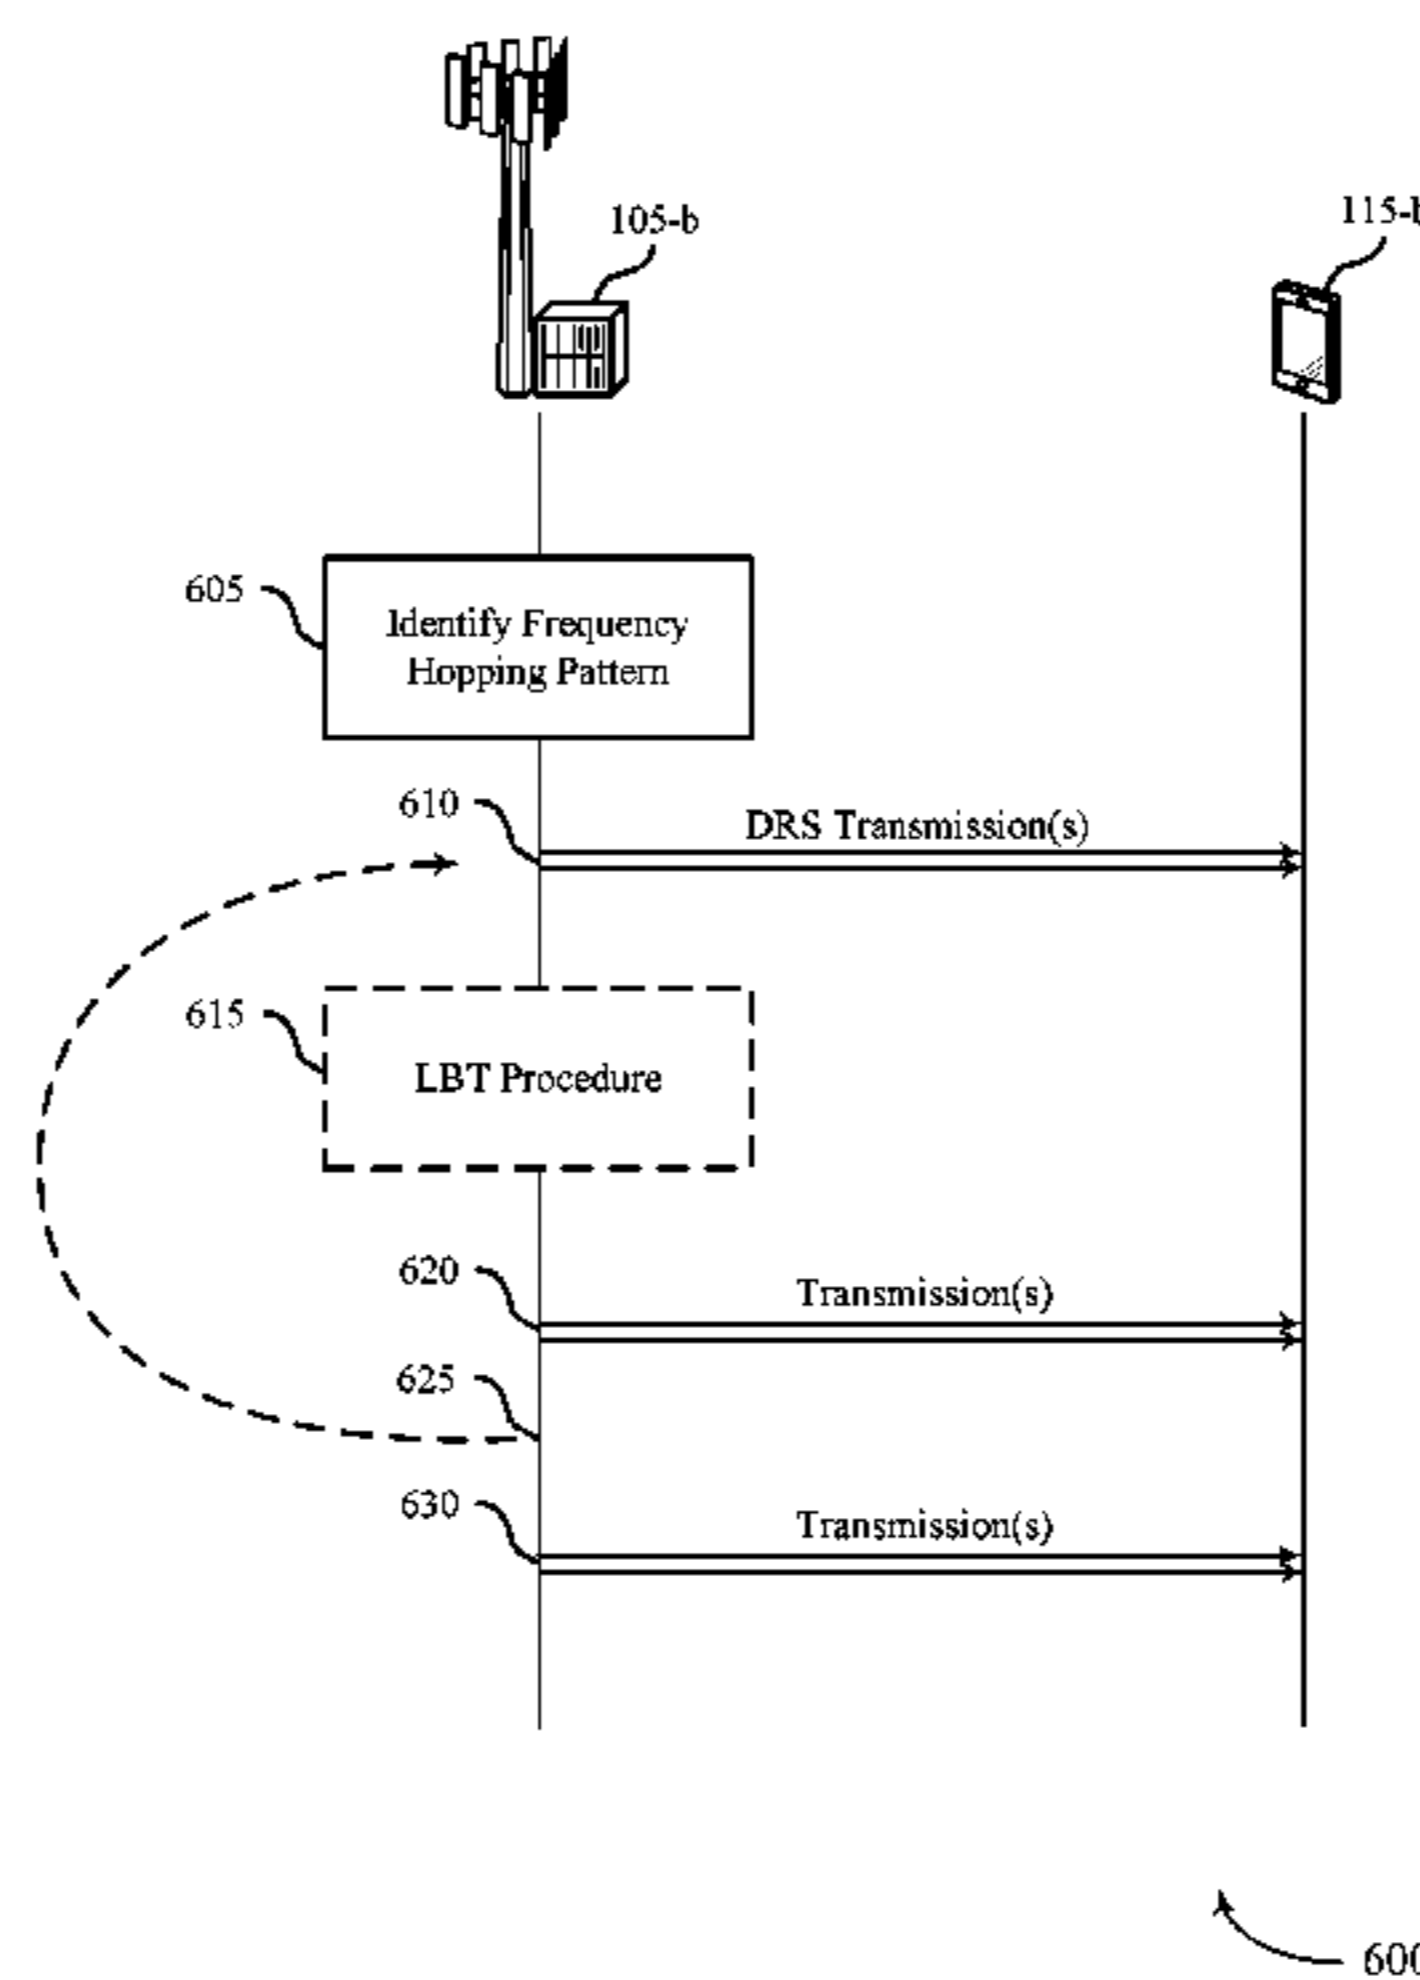 105-b
115-b
605
Identify Frequency
Hopping Pattern
610
DRS Transmission(s)
615
LBT Procedure
620
Transmission(s)
625
630
Transmission(s)
600